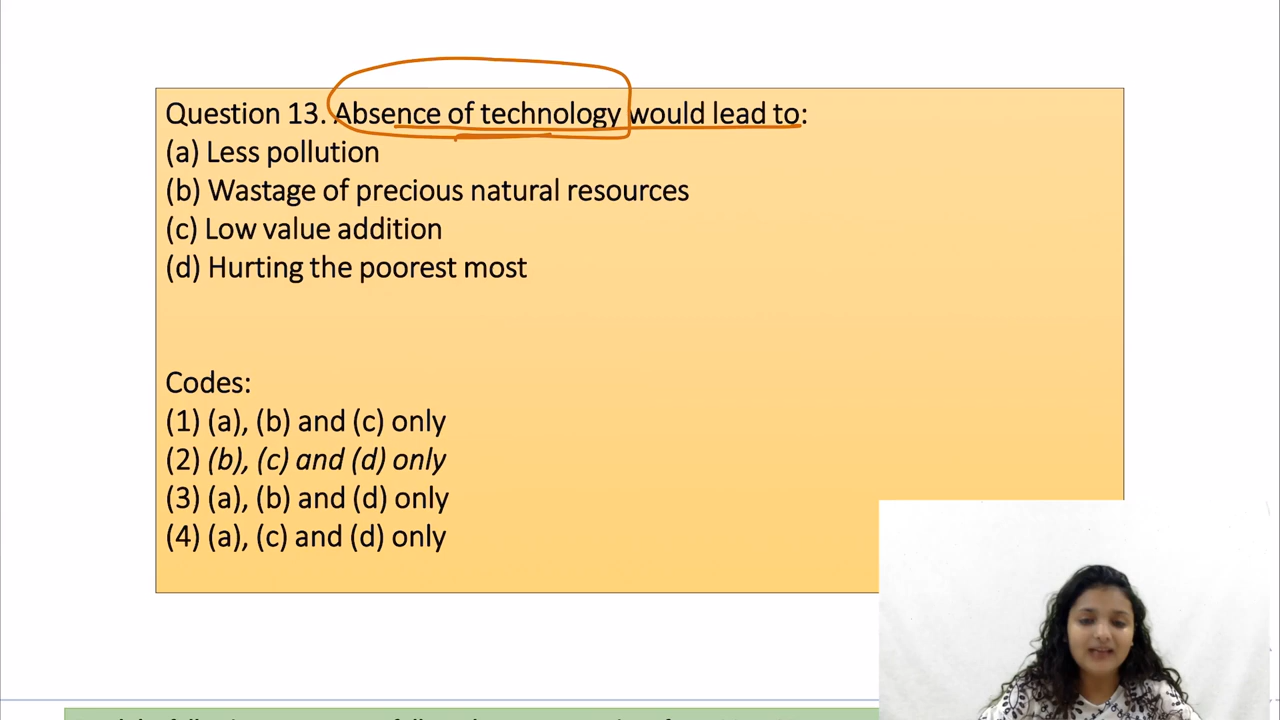 Question 13. Absence of technology would lead to:
(a) Less pollution
(b) Wastage of precious natural resources
(c) Low value addition
(d) Hurting the poorest most
Codes:
(1) (a), (b) and (c) only
(2) (b), (c) and (d) only
(3) (a), (b) and (d) only
(4) (a), (c) and (d) only